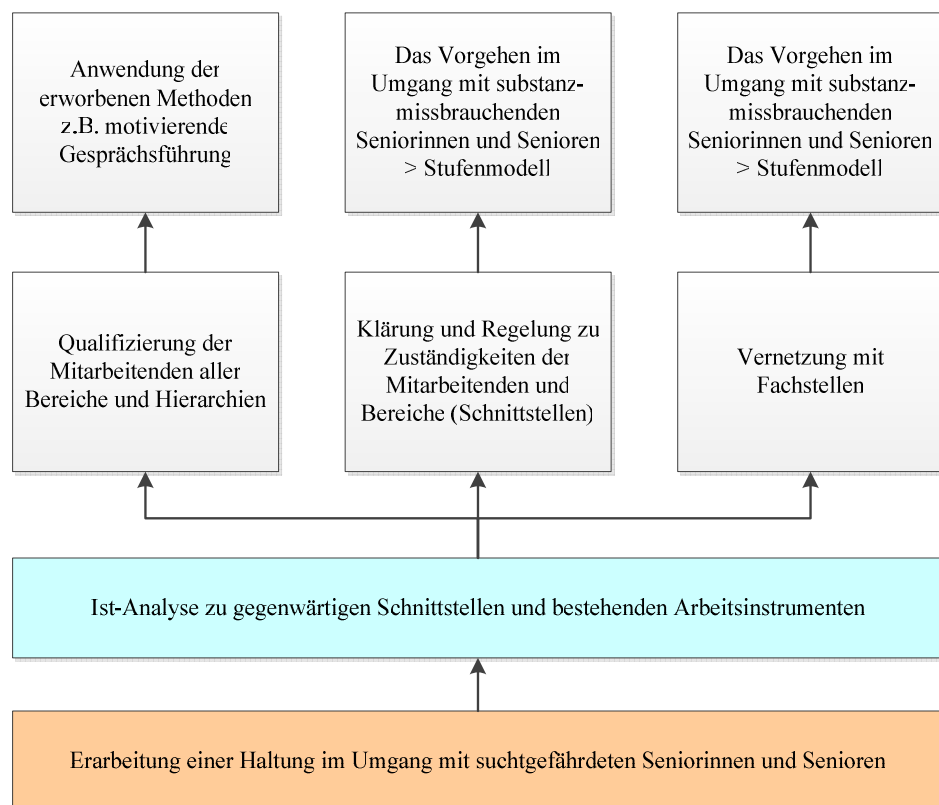 Anwendung der
erworbenen Methoden
z.B. motivierende
Gesprächsführung
Das Vorgehen im
Umgang mit substanz-
missbrauchenden
Seniorinnen und Senioren
> Stufenmodell
Das Vorgehen im
Umgang mit substanz-
missbrauchenden
Seniorinnen und Senioren
> Stufenmodell
Qualifizierung der
Mitarbeitenden aller
Bereiche und Hierarchien
Klärung und Regelung zu
Zuständigkeiten der
Mitarbeitenden und
Bereiche (Schnittstellen)
Vernetzung mit
Fachstellen
Ist-Analyse zu gegenwärtigen Schnittstellen und bestehenden Arbeitsinstrumenten
Erarbeitung einer Haltung im Umgang mit suchtgefährdeten Seniorinnen und Senioren